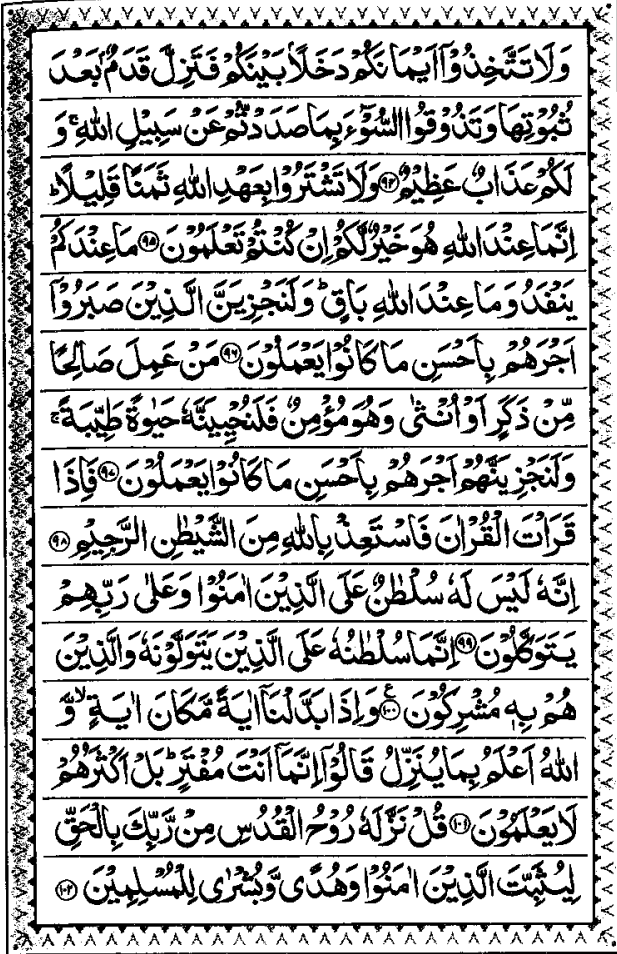 وَلَا تَتَّخِذُوْۤا اَيْمَانَكُمْ دَخَلًۢا بَيْنَكُمْ فَتَزِلَّ قَدَمٌۢ بَعْدَ
ثُبُوْتِهَا وَتَذُوْقُوا السُّوْٓءَ بِمَا صَدَدْتُّمْ عَنْ سَبِيْلِ اللّٰهِ ۚ وَ
لَكُمْ عَذَابٌ عَظِيْمٌ ﴿۹۴﴾ وَلَا تَشْتَرُوْا بِعَهْدِ اللّٰهِ ثَمَنًا قَلِيْلًا ؕ
اِنَّمَا عِنْدَ اللّٰهِ هُوَ خَيْرٌ لَّكُمْ اِنْ كُنْتُمْ تَعْلَمُوْنَ ﴿۹۵﴾ مَا عِنْدَكُمْ
يَنْفَدُ وَمَا عِنْدَ اللّٰهِ بَاقٍ ؕ وَلَنَجْزِيَنَّ الَّذِيْنَ صَبَرُوْۤا
اَجْرَهُمْ بِاَحْسَنِ مَا كَانُوْا يَعْمَلُوْنَ ﴿۹۶﴾ مَنْ عَمِلَ صَالِحًا
مِّنْ ذَكَرٍ اَوْ اُنْثٰى وَهُوَ مُؤْمِنٌ فَلَنُحْيِيَنَّهٗ حَيٰوةً طَيِّبَةً ۚ
وَلَنَجْزِيَنَّهُمْ اَجْرَهُمْ بِاَحْسَنِ مَا كَانُوْا يَعْمَلُوْنَ ﴿۹۷﴾ فَاِذَا
قَرَاْتَ الْقُرْاٰنَ فَاسْتَعِذْ بِاللّٰهِ مِنَ الشَّيْطٰنِ الرَّجِيْمِ ﴿۹۸﴾
اِنَّهٗ لَيْسَ لَهٗ سُلْطٰنٌ عَلَى الَّذِيْنَ اٰمَنُوْا وَعَلٰى رَبِّهِمْ
يَتَوَكَّلُوْنَ ﴿۹۹﴾ اِنَّمَا سُلْطٰنُهٗ عَلَى الَّذِيْنَ يَتَوَلَّوْنَهٗ وَالَّذِيْنَ
هُمْ بِهٖ مُشْرِكُوْنَ ﴿۱۰۰﴾ ع وَاِذَا بَدَّلْنَاۤ اٰيَةً مَّكَانَ اٰيَةٍ ۙ وَّ
اللّٰهُ اَعْلَمُ بِمَا يُنَزِّلُ قَالُوْۤا اِنَّمَاۤ اَنْتَ مُفْتَرٍ ؕ بَلْ اَكْثَرُهُمْ
لَا يَعْلَمُوْنَ ﴿۱۰۱﴾ قُلْ نَزَّلَهٗ رُوْحُ الْقُدُسِ مِنْ رَّبِّكَ بِالْحَقِّ
لِيُثَبِّتَ الَّذِيْنَ اٰمَنُوْا وَهُدًى وَّبُشْرٰى لِلْمُسْلِمِيْنَ ﴿۱۰۲﴾